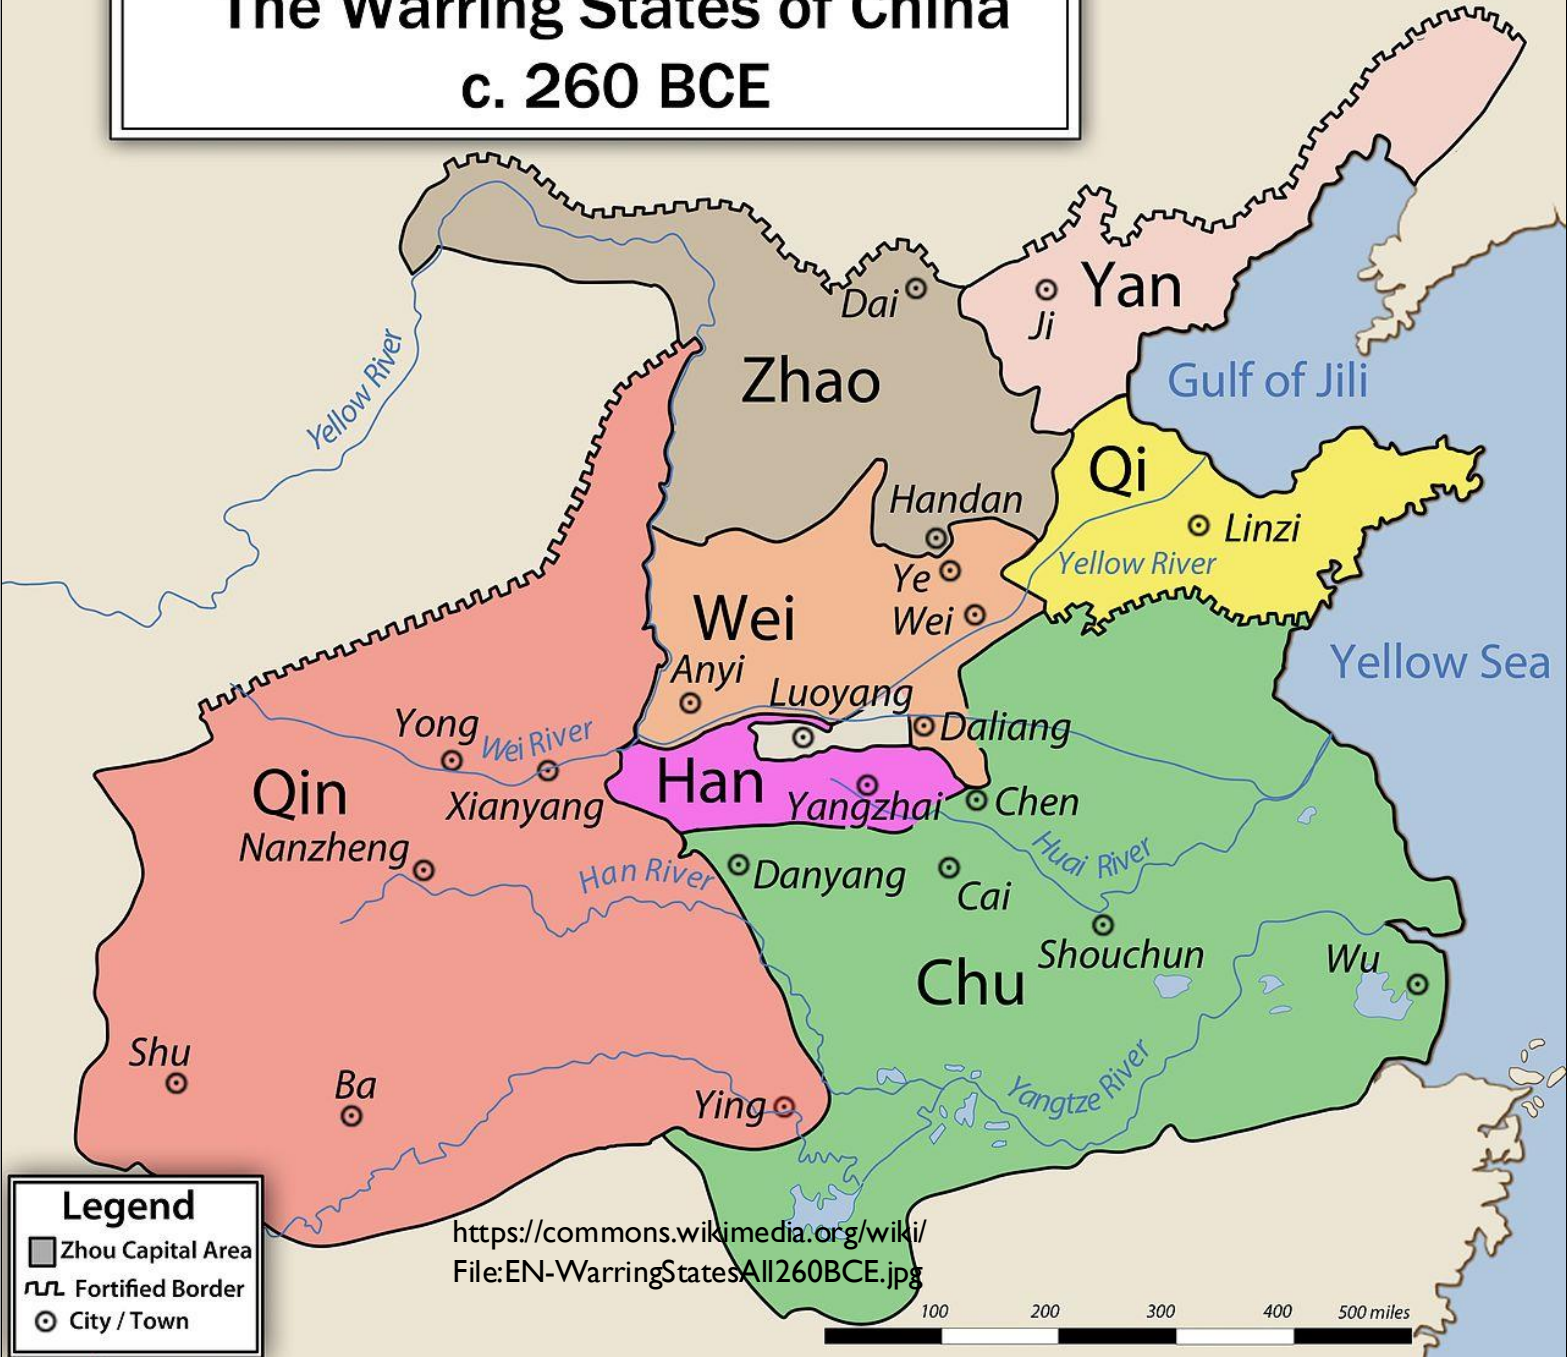 The Warring States of China
c. 260 BCE
Yan
Dai
Ji
Zhao
Yellow River
Gulf of Jili
Qi
Handan
Linzi
Yellow River
Ye
Wei
Wei
Yellow Sea
Anyi
Luoyang
Yong
Wei River
Daliang
Qin
Han
Xianyang
Yangzhai
Chen
Nanzheng
Han River
Huai River
Danyang
Cai
Shouchun
Chu
Wu
Shu
Ba
Ying
Yangtze River
Legend
Zhou Capital Area
Fortified Border
City / Town
https://commons.wikimedia.org/wiki/
File:EN-WarringStatesAll260BCE.jpg
100 200 300 400 500 miles